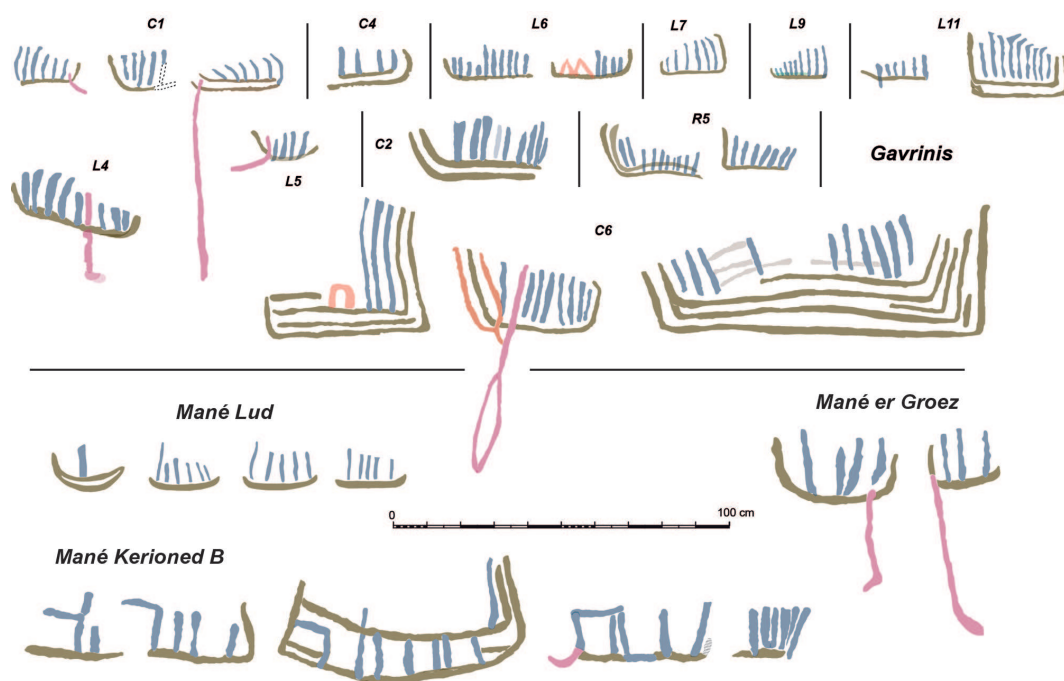 C1
C4
L6
L7
L9
L11
C2
R5
Gavrinis
L4
L5
C6
Mané Lud
Mané er Groez
0
100 cm
Mané Kerioned B